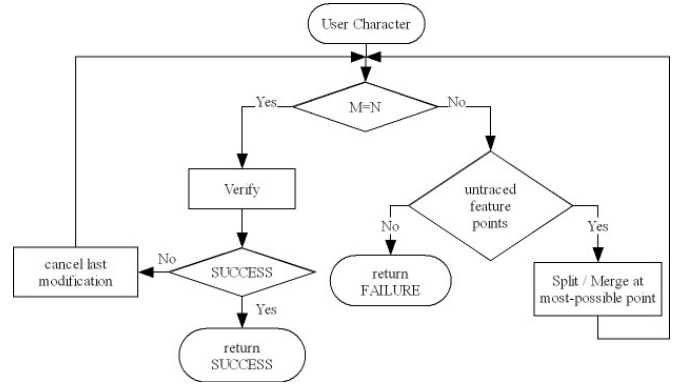 User Character
M=N
Yes
No
Verify
untraced
feature
points
No
Yes
cancel last
modification
No
SUCCESS
return
FAILURE
Split / Merge at
most-possible point
Yes
return
SUCCESS